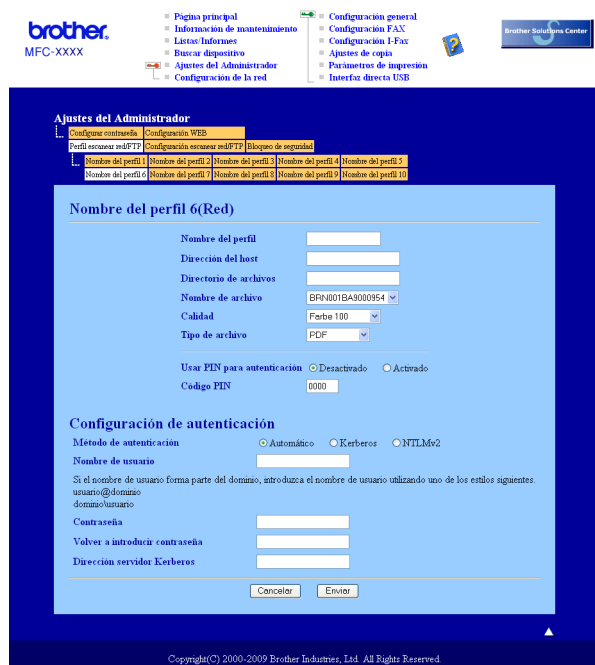 brother
MFC-XXXX
Página principal
Información de mantenimiento
Listas/Informes
Buscar dispositivo
Ajustes del Administrador
Configuración de la red
Configuración general
Configuración FAX
Configuración I-Fax
Ajustes de copia
Parámetros de impresión
Interfaz directa USB
Brother Solutions Center
Ajustes del Administrador
Configurar contraseña Configuración WEB
Perfil escanear red/FTP Configuración escanear red/FTP Bloqueo de seguridad
Nombre del perfil 1 Nombre del perfil 2 Nombre del perfil 3 Nombre del perfil 4 Nombre del perfil 5
Nombre del perfil 6 Nombre del perfil 7 Nombre del perfil 8 Nombre del perfil 9 Nombre del perfil 10
Nombre del perfil 6(Red)
Nombre del perfil
Dirección del host
Directorio de archivos
Nombre de archivo BRN001BA9000954
Calidad Farbe 100
Tipo de archivo PDF
Usar PIN para autenticación Desactivado Activado
Código PIN 0000
Configuración de autenticación
Método de autenticación Automático Kerberos NTLMv2
Nombre de usuario
Si el nombre de usuario forma parte del dominio, introduzca el nombre de usuario utilizando uno de los estilos siguientes.
usuario@dominio
dominio\usuario
Contraseña
Volver a introducir contraseña
Dirección servidor Kerberos
Cancelar Enviar
Copyright(C) 2000-2009 Brother Industries, Ltd. All Rights Reserved.